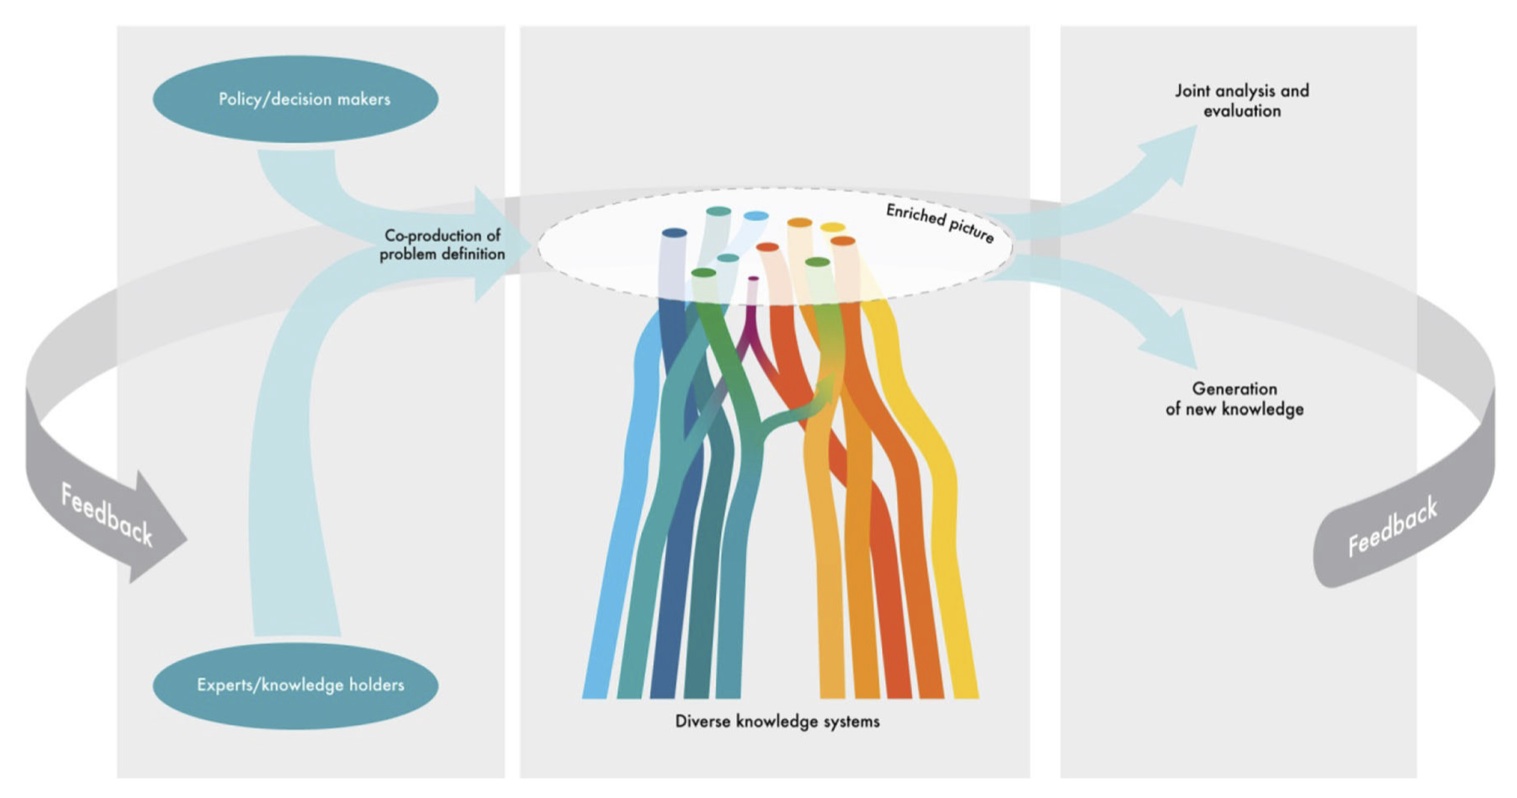 Policy/decision makers
Co-production of
problem definition
Experts/knowledge holders
Feedback
Enriched picture
Diverse knowledge systems
Joint analysis and
evaluation
Generation
of new knowledge
Feedback